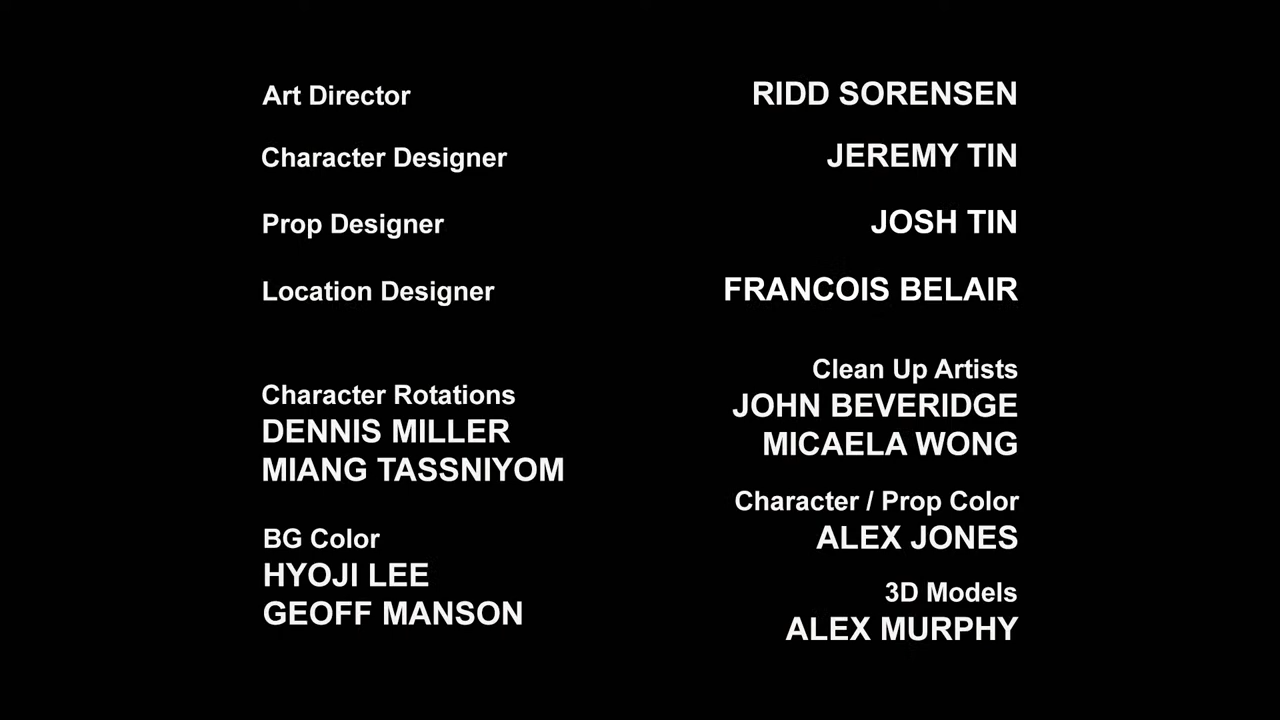 Art Director RIDD SORENSEN
Character Designer JEREMY TIN
Prop Designer JOSH TIN
Location Designer FRANCOIS BELAIR
Character Rotations
DENNIS MILLER
MIANG TASSNIYOM
BG Color
HYOJI LEE
GEOFF MANSON
Clean Up Artists
JOHN BEVERIDGE
MICAELA WONG
Character / Prop Color
ALEX JONES
3D Models
ALEX MURPHY